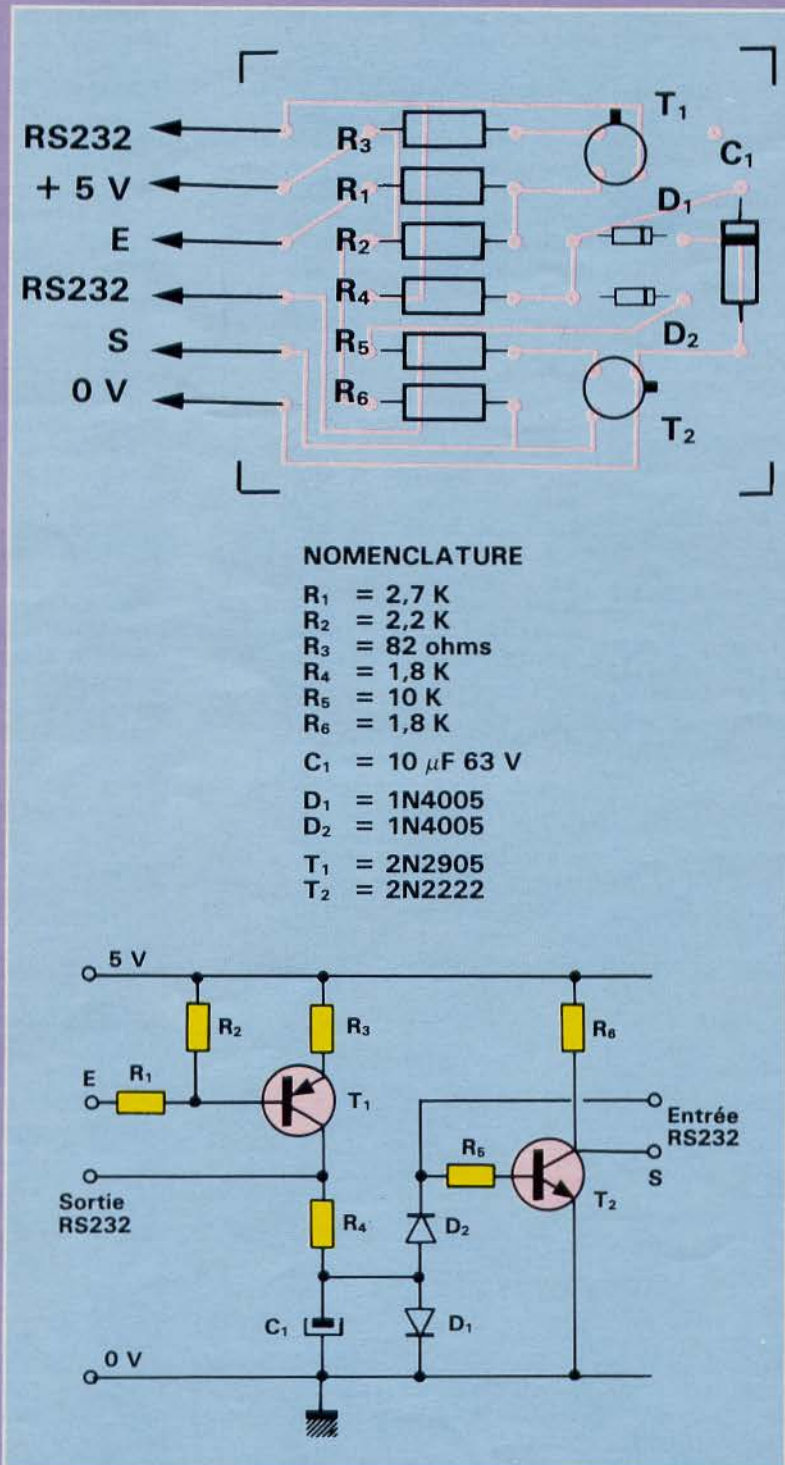 RS232
+ 5 V
E
RS232
S
0 V
R₃
R₁
R₂
R₄
R₅
R₆
T₁
C₁
D₁
D₂
T₂
NOMENCLATURE
R₁ = 2,7 K
R₂ = 2,2 K
R₃ = 82 ohms
R₄ = 1,8 K
R₅ = 10 K
R₆ = 1,8 K
C₁ = 10 µF 63 V
D₁ = 1N4005
D₂ = 1N4005
T₁ = 2N2905
T₂ = 2N2222
5 V
R₂
R₃
R₆
E
R₁
T₁
Entrée
RS232
R₅
S
Sortie
RS232
T₂
R₄
D₂
C₁
D₁
0 V